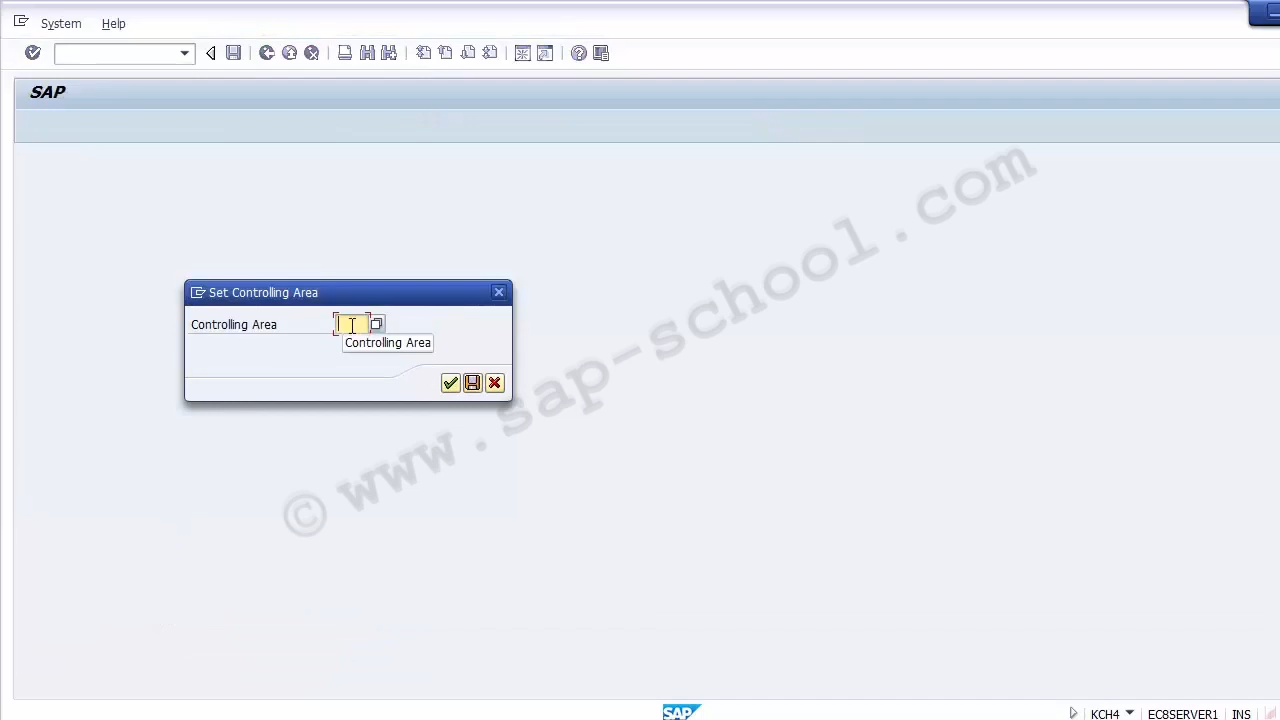 System Help
SAP
© www.sap-school.com
Set Controlling Area
Controlling Area
Controlling Area
SAP
KCH4 EC8SERVER1 INS